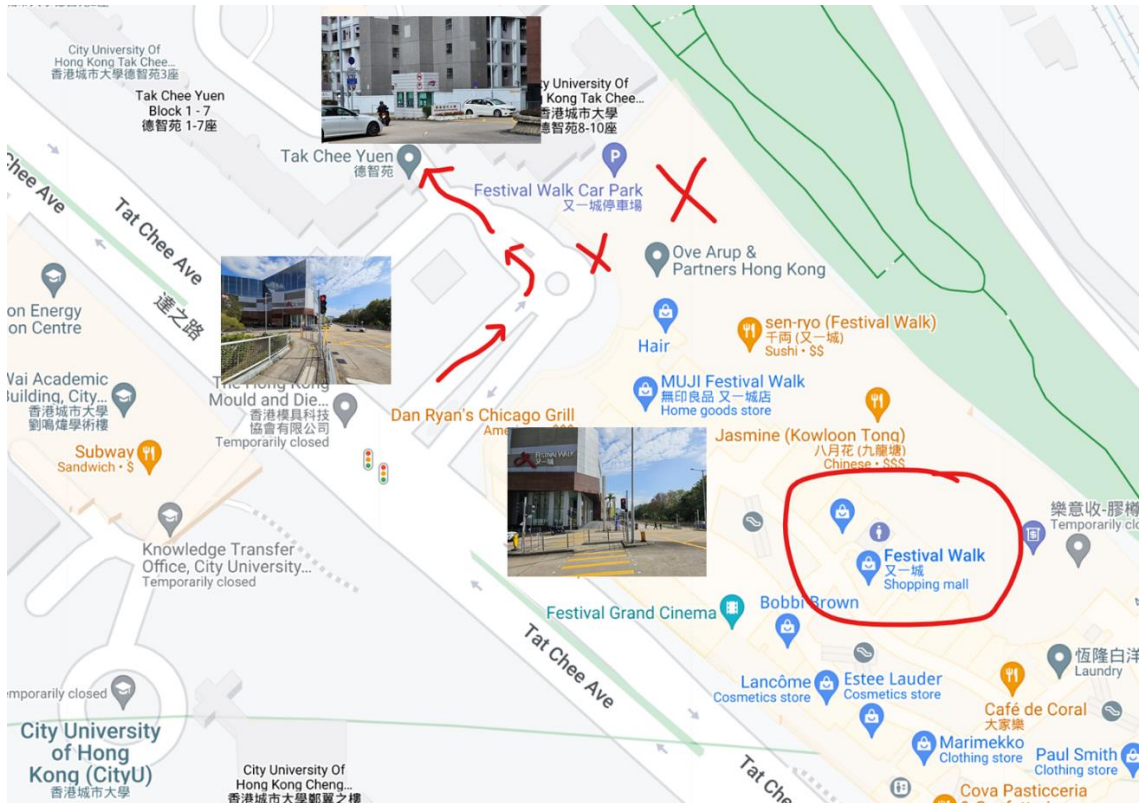 City University Of
Hong Kong Tak Chee...
香港城市大學德智苑3座
Tak Chee Yuen
Block 1 - 7
德智苑 1-7座
ty University Of
Kong Tak Chee...
香港城市大學
德智苑8-10座
Tak Chee Yuen
德智苑
P
Festival Walk Car Park
又一城停車場
Chee Ave
Tat Chee Ave
達之路
Ove Arup &
Partners Hong Kong
on Energy
on Centre
Hair
sen-ryo (Festival Walk)
千両 (又一城)
Sushi • $$
MUJI Festival Walk
無印良品 又一城店
Home goods store
Wai Academic
Building, City...
香港城市大學
劉鳴煒學術樓
The Hong Kong
Mould and Die...
香港模具科技
協會有限公司
Temporarily closed
Dan Ryan's Chicago Grill
Jasmine (Kowloon Tong)
八月花 (九龍塘)
Chinese • $$$
Subway
Sandwich • $
FESTIVAL WALK
又一城
樂意收-膠樽
Temporarily clo
Knowledge Transfer
Office, City University...
Temporarily closed
Festival Walk
又一城
Shopping mall
Festival Grand Cinema
Bobbi Brown
Tat Chee Ave
恆隆白洋
Laundry
Lancôme
Cosmetics store
Estee Lauder
Cosmetics store
Café de Coral
大家樂
emporarily closed
City University
of Hong
Kong (CityU)
香港城市大學
Marimekko
Clothing store
Paul Smith
Clothing store
City University Of
Hong Kong Cheng...
香港城市大學鄭翼之樓
Tat Chee
Cova Pasticceria